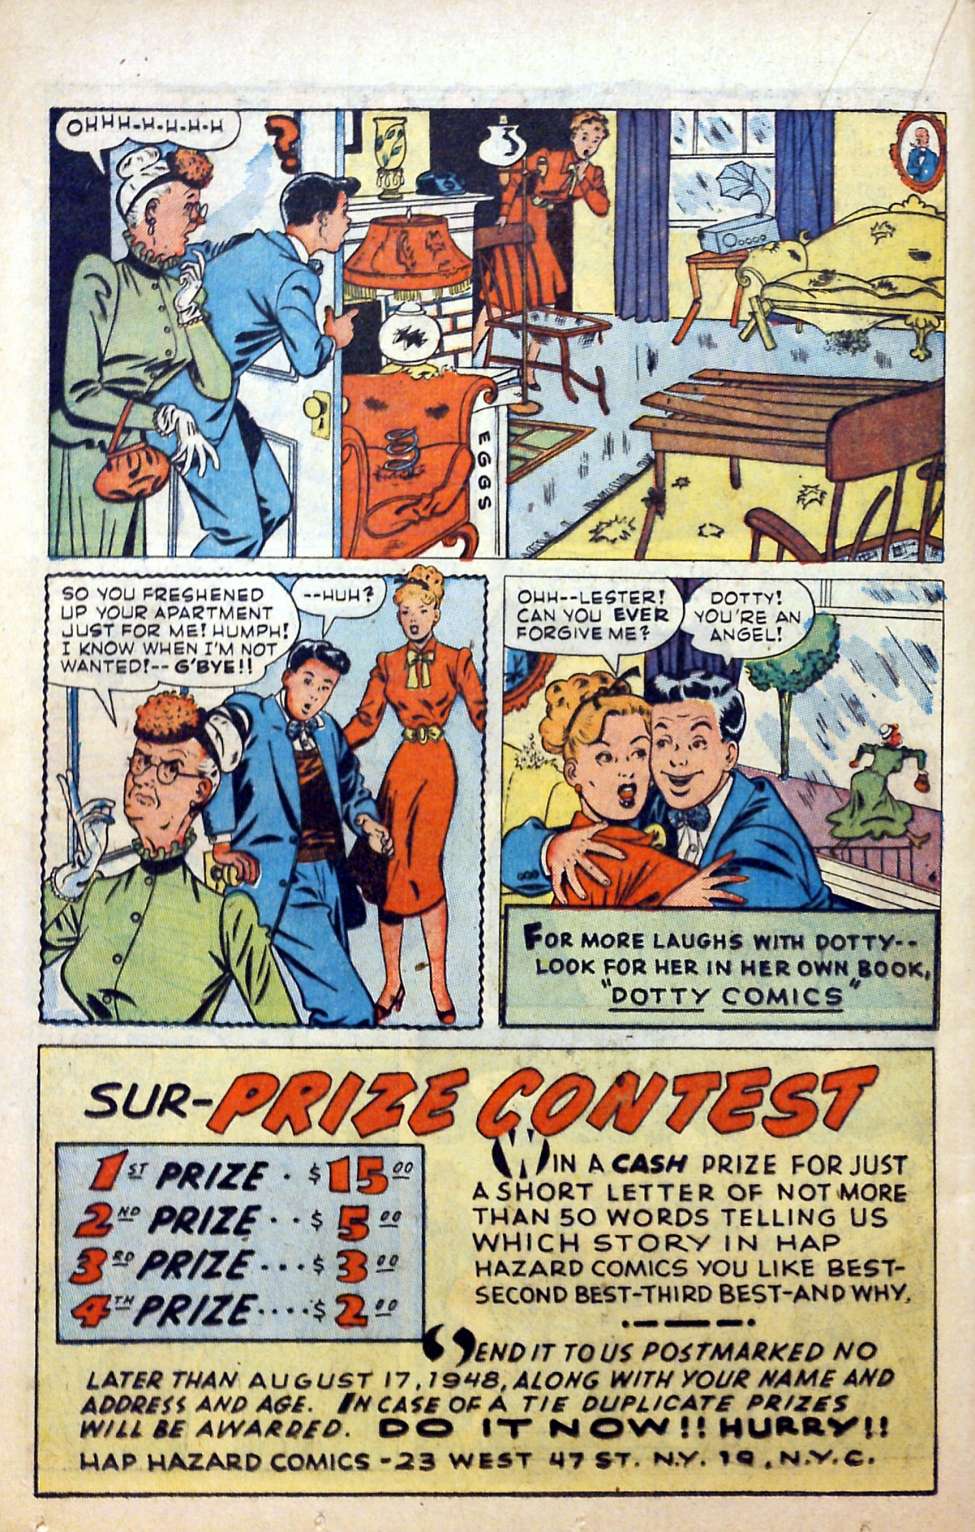 OHHH-H-H-H-H
?
EGGS
SO YOU FRESHENED
UP YOUR APARTMENT
JUST FOR ME! HUMPH!
I KNOW WHEN I'M NOT
WANTED!-- G'BYE!!
--HUH?
OHH--LESTER!
CAN YOU EVER
FORGIVE ME?
DOTTY!
YOU'RE AN
ANGEL!
FOR MORE LAUGHS WITH DOTTY--
LOOK FOR HER IN HER OWN BOOK,
"DOTTY COMICS"
SUR-PRIZE CONTEST
1ST PRIZE · $15 00
2ND PRIZE · · $ 5 00
3RD PRIZE · · · $ 3 00
4TH PRIZE · · · · $ 2 00
WIN A CASH PRIZE FOR JUST
A SHORT LETTER OF NOT MORE
THAN 50 WORDS TELLING US
WHICH STORY IN HAP
HAZARD COMICS YOU LIKE BEST-
SECOND BEST-THIRD BEST-AND WHY.
SEND IT TO US POSTMARKED NO
LATER THAN AUGUST 17, 1948, ALONG WITH YOUR NAME AND
ADDRESS AND AGE. IN CASE OF A TIE DUPLICATE PRIZES
WILL BE AWARDED. DO IT NOW!! HURRY!!
HAP HAZARD COMICS - 23 WEST 47 ST. N.Y. 19, N.Y.C.